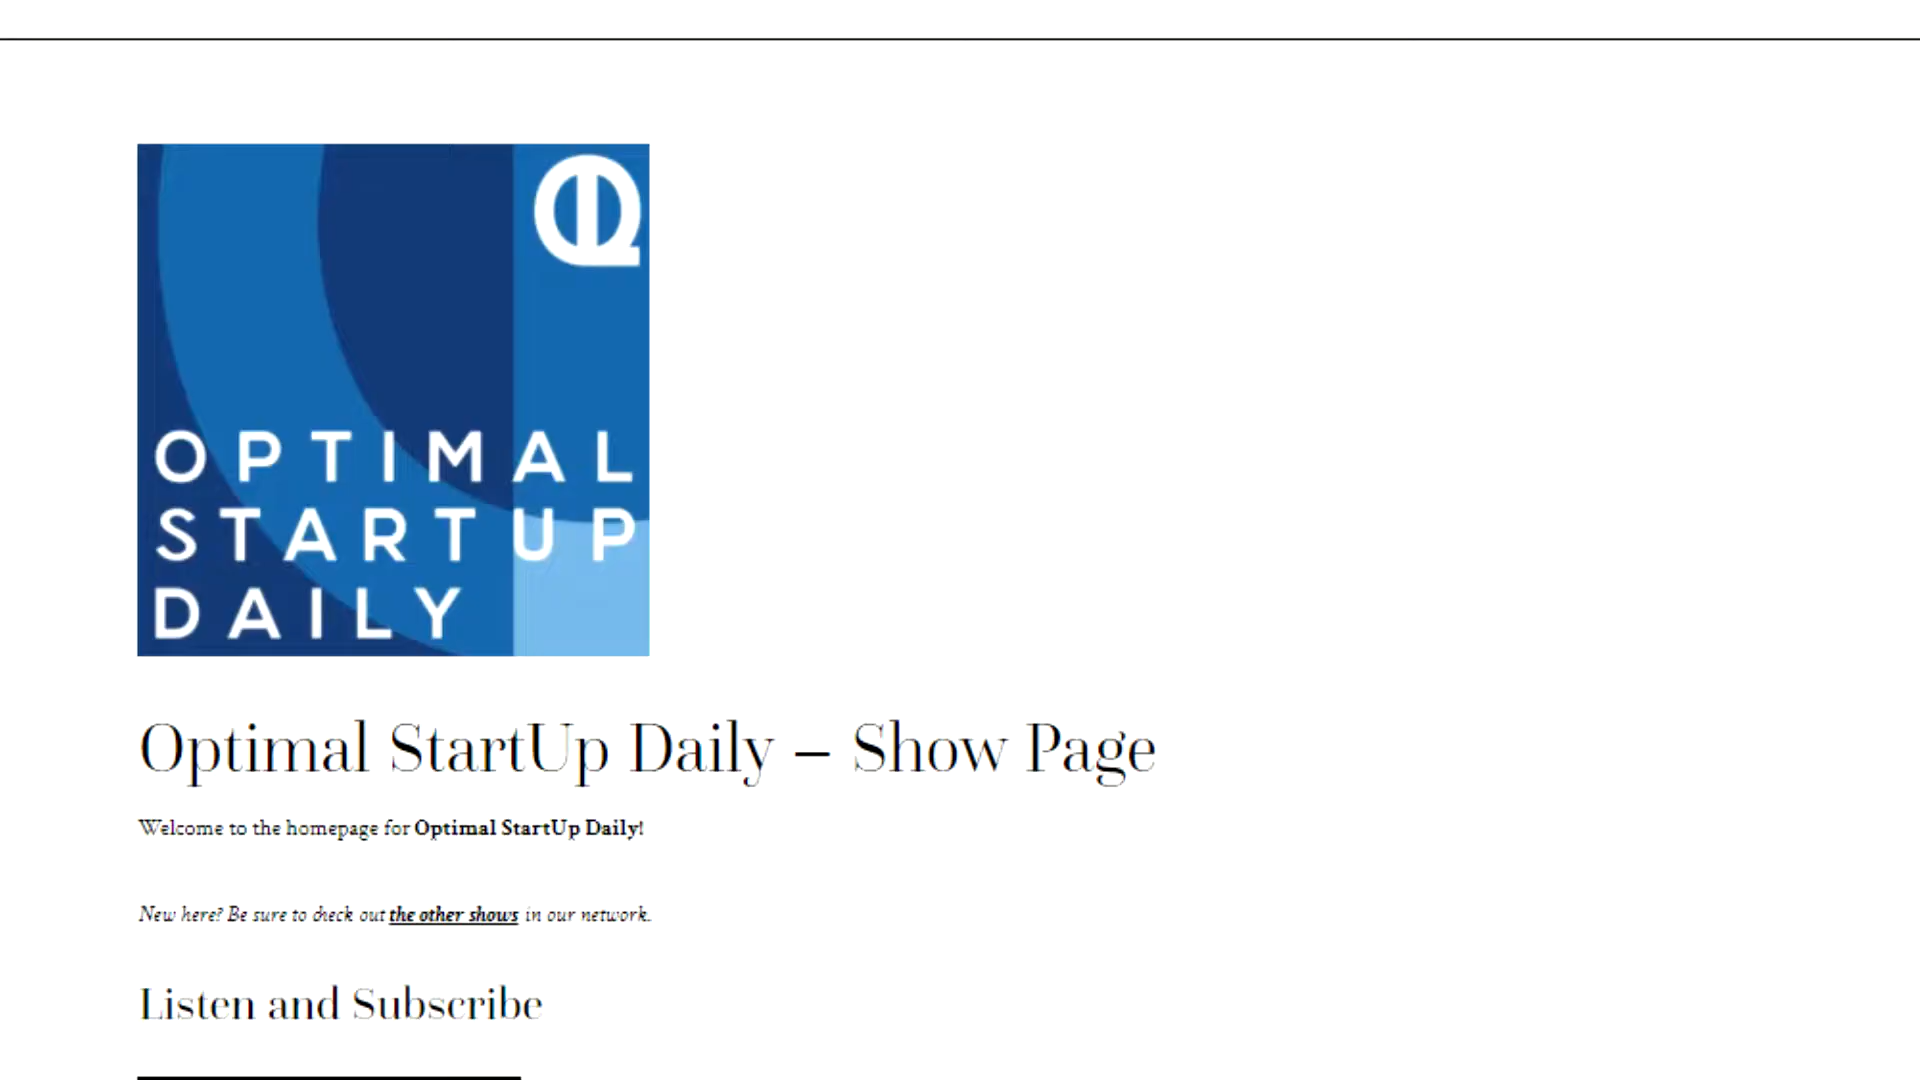 OPTIMAL
STARTUP
DAILY
Optimal StartUp Daily – Show Page
Welcome to the homepage for Optimal StartUp Daily!
New here? Be sure to check out the other shows in our network.
Listen and Subscribe